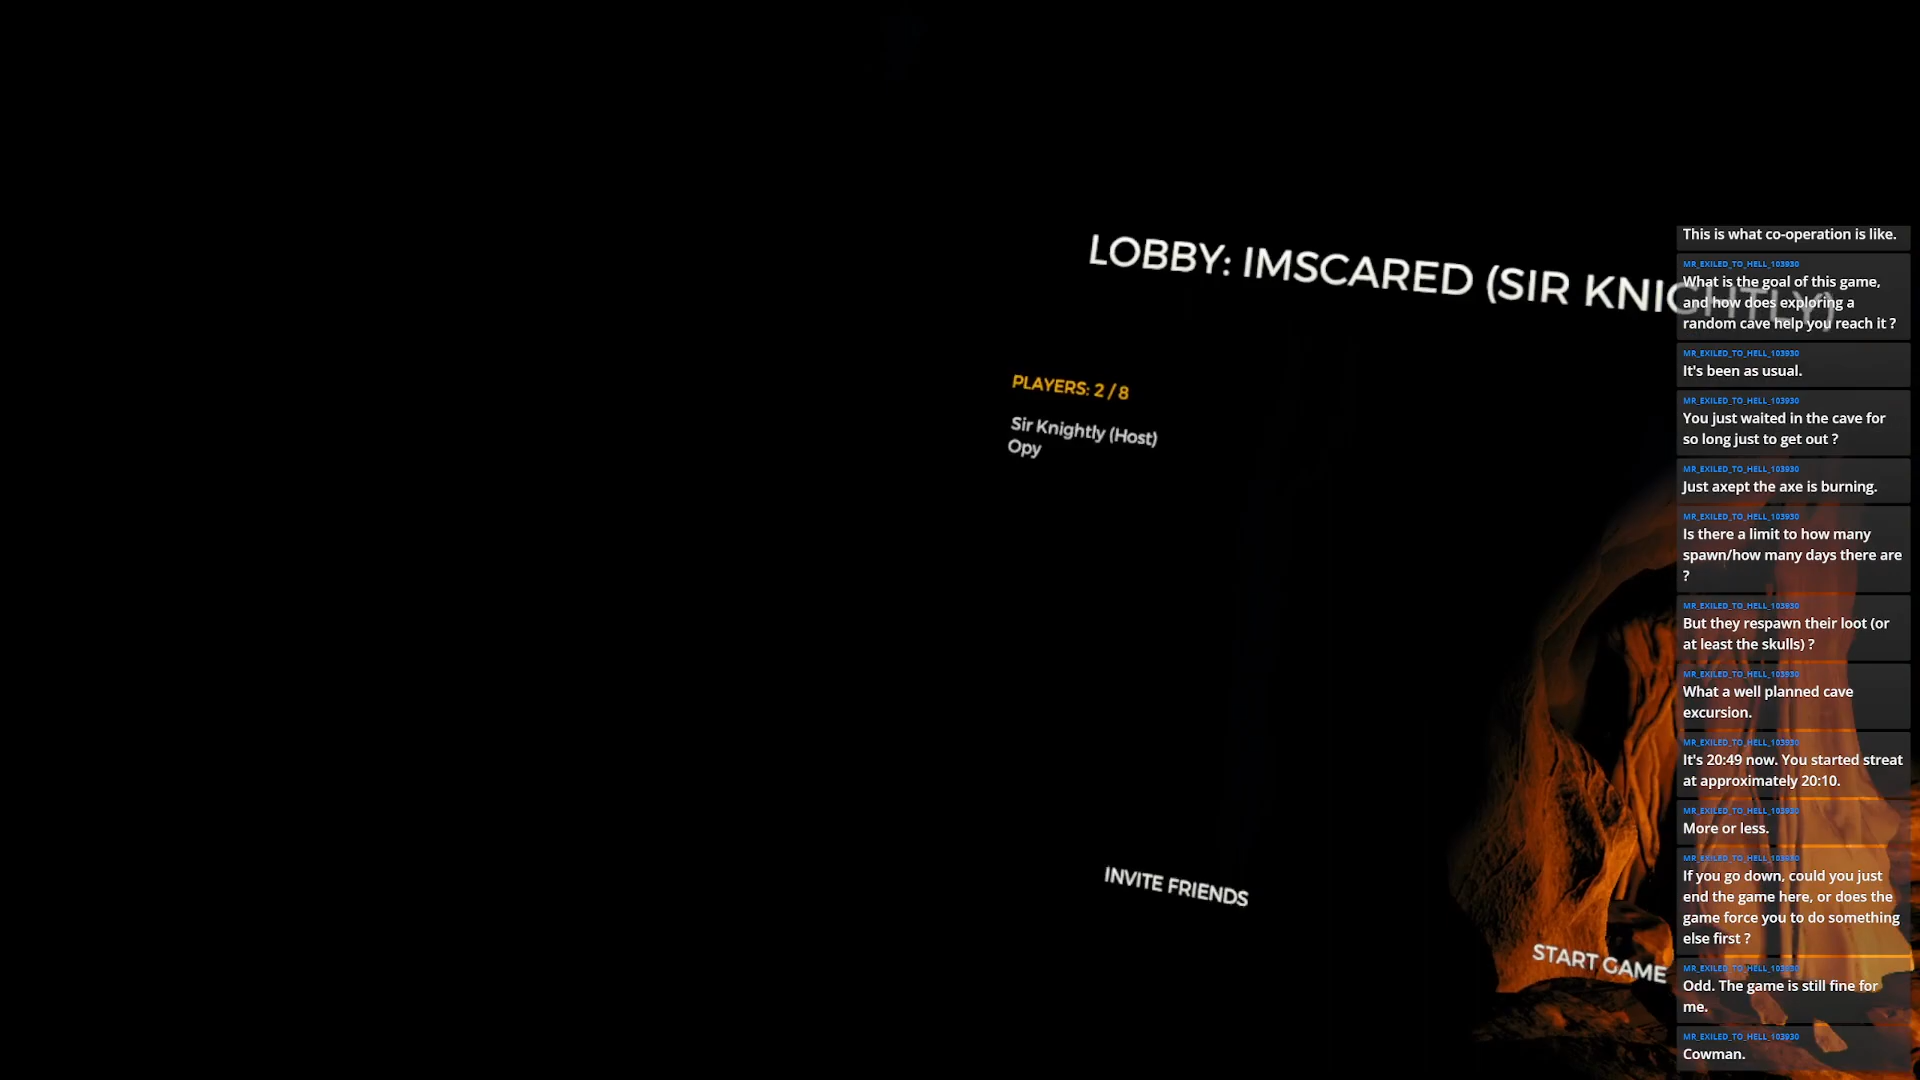 LOBBY: IMSCARED (SIR KNIGHTLY)
PLAYERS: 2 / 8
Sir Knightly (Host)
Opy
INVITE FRIENDS
START GAME
This is what co-operation is like.
MR_EXILED_TO_HELL_103930
What is the goal of this game,
and how does exploring a
random cave help you reach it ?
MR_EXILED_TO_HELL_103930
It's been as usual.
MR_EXILED_TO_HELL_103930
You just waited in the cave for
so long just to get out ?
MR_EXILED_TO_HELL_103930
Just axept the axe is burning.
MR_EXILED_TO_HELL_103930
Is there a limit to how many
spawn/how many days there are
?
MR_EXILED_TO_HELL_103930
But they respawn their loot (or
at least the skulls) ?
MR_EXILED_TO_HELL_103930
What a well planned cave
excursion.
MR_EXILED_TO_HELL_103930
It's 20:49 now. You started streat
at approximately 20:10.
MR_EXILED_TO_HELL_103930
More or less.
MR_EXILED_TO_HELL_103930
If you go down, could you just
end the game here, or does the
game force you to do something
else first ?
MR_EXILED_TO_HELL_103930
Odd. The game is still fine for
me.
MR_EXILED_TO_HELL_103930
Cowman.